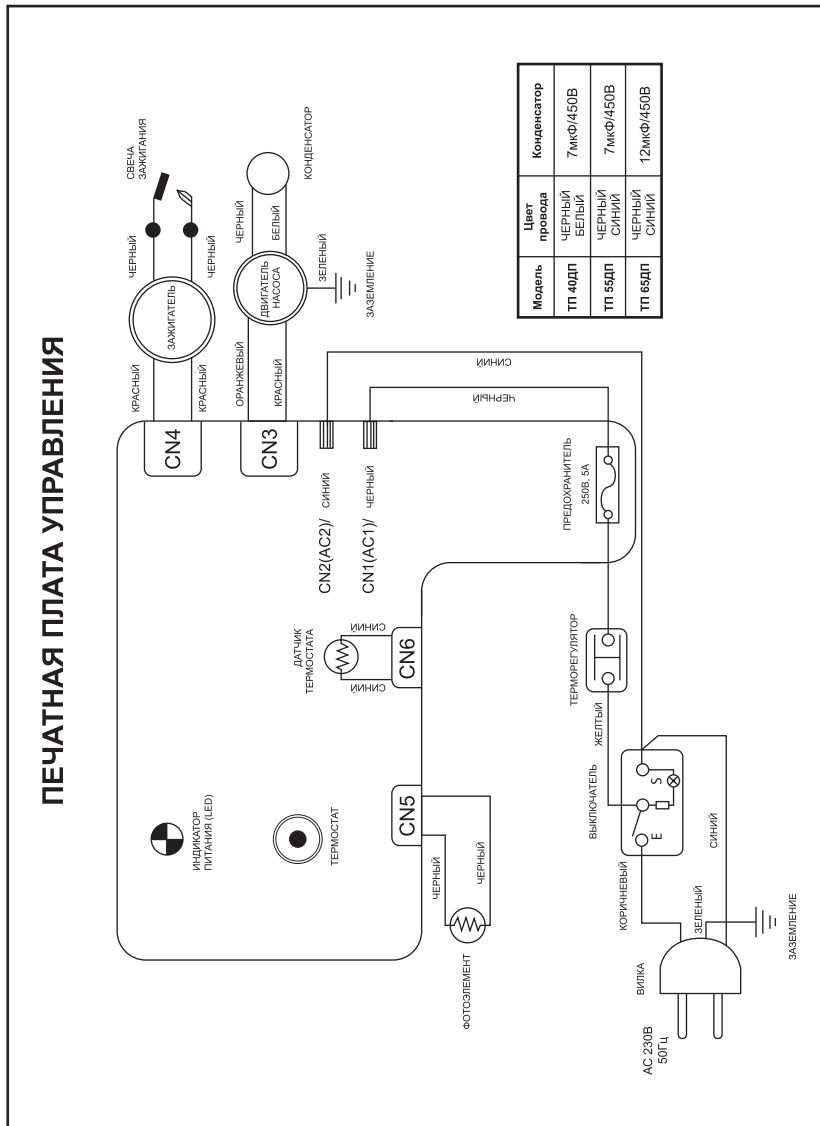 ПЕЧАТНАЯ ПЛАТА УПРАВЛЕНИЯ
ИНДИКАТОР
ПИТАНИЯ (LED)
ТЕРМОСТАТ
ДАТЧИК
ТЕРМОСТАТА
СИНИЙ
СИНИЙ
CN6
CN5
ЧЕРНЫЙ
ЧЕРНЫЙ
ФОТОЭЛЕМЕНТ
CN4
КРАСНЫЙ
КРАСНЫЙ
ЗАЖИГАТЕЛЬ
ЧЕРНЫЙ
ЧЕРНЫЙ
СВЕЧА
ЗАЖИГАНИЯ
CN3
ОРАНЖЕВЫЙ
КРАСНЫЙ
ДВИГАТЕЛЬ
НАСОСА
ЧЕРНЫЙ
БЕЛЫЙ
КОНДЕНСАТОР
ЗЕЛЕНЫЙ
ЗАЗЕМЛЕНИЕ
CN2(AC2)/ СИНИЙ
CN1(AC1)/ ЧЕРНЫЙ
СИНИЙ
ЧЕРНЫЙ
ПРЕДОХРАНИТЕЛЬ
250В, 5А
ТЕРМОРЕГУЛЯТОР
ЖЕЛТЫЙ
ВЫКЛЮЧАТЕЛЬ
E
S
КОРИЧНЕВЫЙ
ЗЕЛЕНЫЙ
СИНИЙ
ЗАЗЕМЛЕНИЕ
ВИЛКА
AC 230В
50Гц
Модель
Цвет
провода
Конденсатор
ТП 40ДП
ЧЕРНЫЙ
БЕЛЫЙ
7мкФ/450В
ТП 55ДП
ЧЕРНЫЙ
СИНИЙ
7мкФ/450В
ТП 65ДП
ЧЕРНЫЙ
СИНИЙ
12мкФ/450В